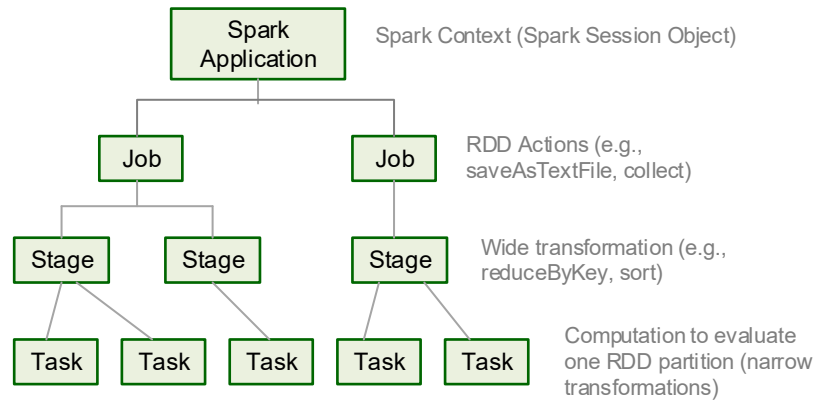 Spark
Application
Spark Context (Spark Session Object)
Job
Job
RDD Actions (e.g.,
saveAsTextFile, collect)
Stage
Stage
Stage
Wide transformation (e.g.,
reduceByKey, sort)
Task
Task
Task
Task
Task
Computation to evaluate
one RDD partition (narrow
transformations)